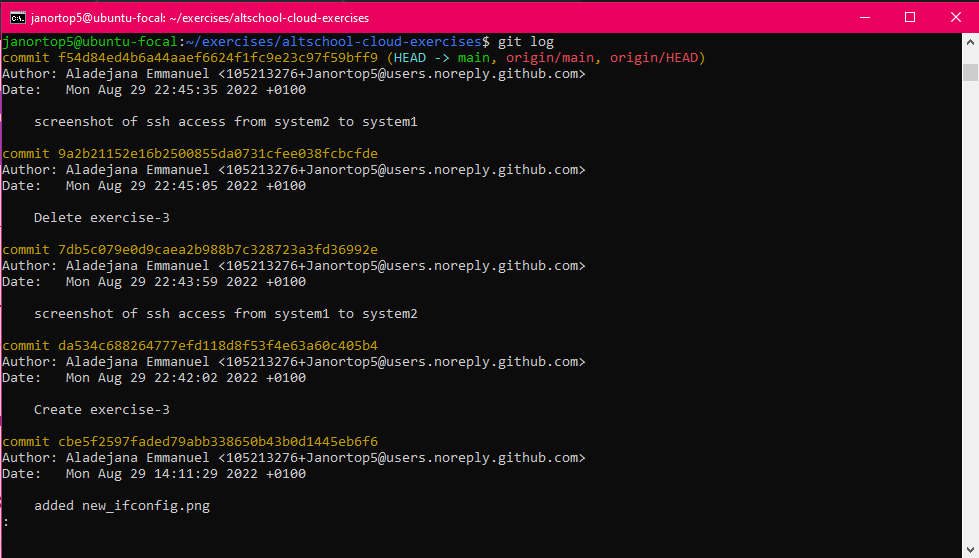 janortop5@ubuntu-focal: ~/exercises/altschool-cloud-exercises
janortop5@ubuntu-focal:~/exercises/altschool-cloud-exercises$ git log
commit f54d84ed4b6a44aaef6624f1fc9e23c97f59bff9 (HEAD -> main, origin/main, origin/HEAD)
Author: Aladejana Emmanuel <105213276+Janortop5@users.noreply.github.com>
Date:   Mon Aug 29 22:45:35 2022 +0100
    screenshot of ssh access from system2 to system1
commit 9a2b21152e16b2500855da0731cfee038fcbcfde
Author: Aladejana Emmanuel <105213276+Janortop5@users.noreply.github.com>
Date:   Mon Aug 29 22:45:05 2022 +0100
    Delete exercise-3
commit 7db5c079e0d9caea2b988b7c328723a3fd36992e
Author: Aladejana Emmanuel <105213276+Janortop5@users.noreply.github.com>
Date:   Mon Aug 29 22:43:59 2022 +0100
    screenshot of ssh access from system1 to system2
commit da534c688264777efd118d8f53f4e63a60c405b4
Author: Aladejana Emmanuel <105213276+Janortop5@users.noreply.github.com>
Date:   Mon Aug 29 22:42:02 2022 +0100
    Create exercise-3
commit cbe5f2597faded79abb338650b43b0d1445eb6f6
Author: Aladejana Emmanuel <105213276+Janortop5@users.noreply.github.com>
Date:   Mon Aug 29 14:11:29 2022 +0100
    added new_ifconfig.png
: